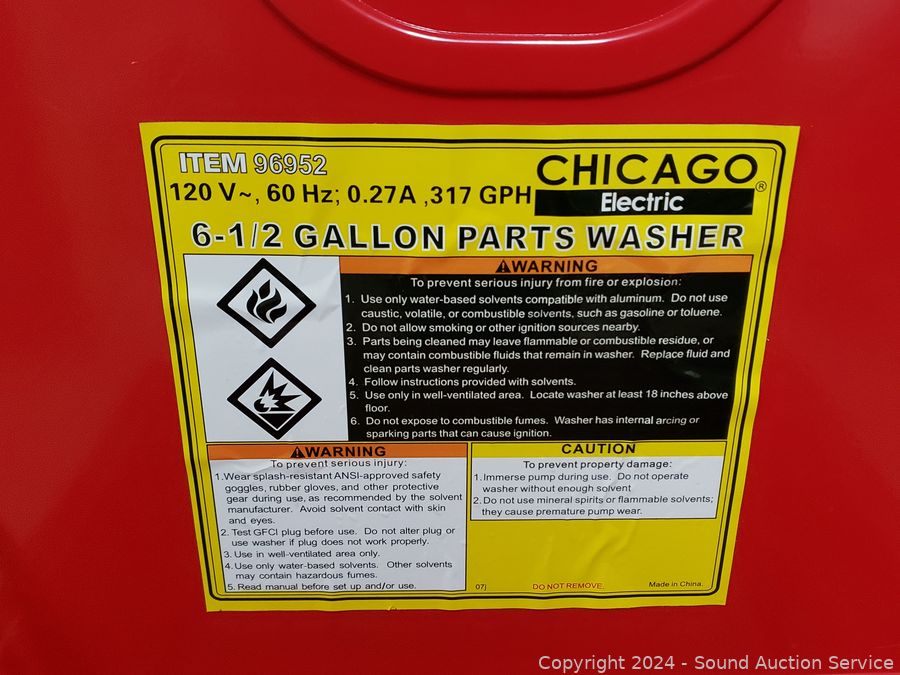 ITEM 96952
120 V~, 60 Hz; 0.27A ,317 GPH
CHICAGO®
Electric
6-1/2 GALLON PARTS WASHER
WARNING
To prevent serious injury from fire or explosion:
1. Use only water-based solvents compatible with aluminum. Do not use
caustic, volatile, or combustible solvents, such as gasoline or toluene.
2. Do not allow smoking or other ignition sources nearby.
3. Parts being cleaned may leave flammable or combustible residue, or
may contain combustible fluids that remain in washer. Replace fluid and
clean parts washer regularly.
4. Follow instructions provided with solvents.
5. Use only in well-ventilated area. Locate washer at least 18 inches above
floor.
6. Do not expose to combustible fumes. Washer has internal arcing or
sparking parts that can cause ignition.
WARNING
To prevent serious injury:
1.Wear splash-resistant ANSI-approved safety
goggles, rubber gloves, and other protective
gear during use, as recommended by the solvent
manufacturer. Avoid solvent contact with skin
and eyes.
2. Test GFCI plug before use. Do not alter plug or
use washer if plug does not work properly.
3. Use in well-ventilated area only.
4.Use only water-based solvents. Other solvents
may contain hazardous fumes.
5. Read manual before set up and/or use.
CAUTION
To prevent property damage:
1.Immerse pump during use. Do not operate
washer without enough solvent
2.Do not use mineral spirits or flammable solvents;
they cause premature pump wear.
07j
DO NOT REMOVE.
Made in China.
Copyright 2024 - Sound Auction Service